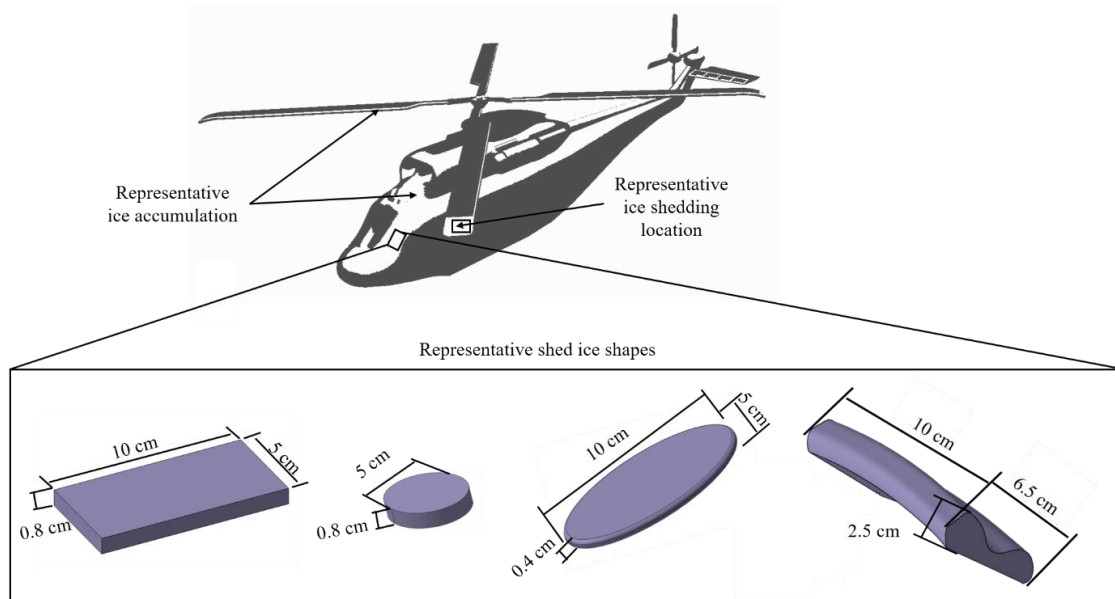 Representative
ice accumulation
Representative
ice shedding
location
Representative shed ice shapes
10 cm
5 cm
0.8 cm
5 cm
0.8 cm
10 cm
5 cm
0.4 cm
10 cm
6.5 cm
2.5 cm